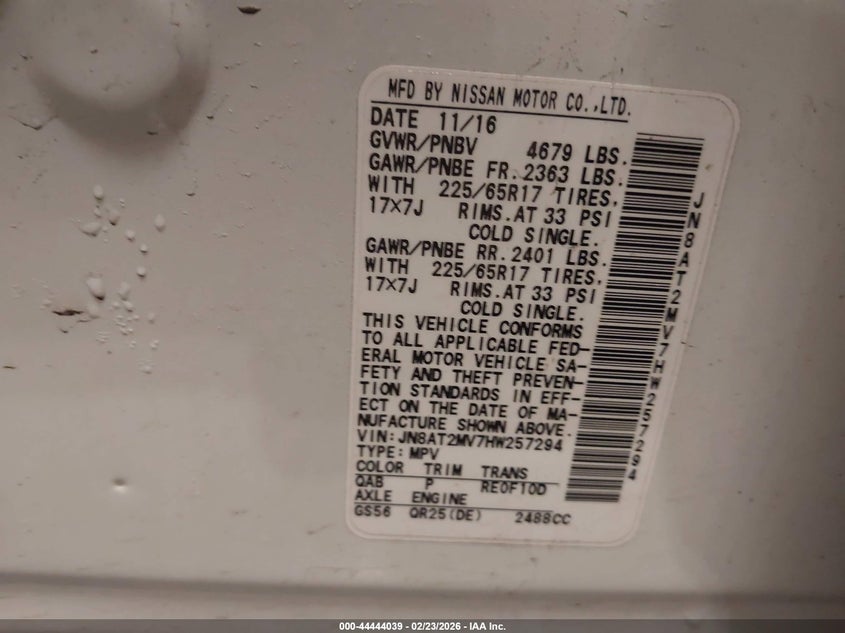 MFD BY NISSAN MOTOR CO.,LTD.
DATE 11/16
GVWR/PNBV 4679 LBS.
GAWR/PNBE FR. 2363 LBS.
WITH 225/65R17 TIRES.
17×7J RIMS.AT 33 PSI
COLD SINGLE.
GAWR/PNBE RR. 2401 LBS.
WITH 225/65R17 TIRES.
17×7J RIMS.AT 33 PSI
COLD SINGLE.
THIS VEHICLE CONFORMS
TO ALL APPLICABLE FED-
ERAL MOTOR VEHICLE SA-
FETY AND THEFT PREVEN-
TION STANDARDS IN EFF-
ECT ON THE DATE OF MA-
NUFACTURE SHOWN ABOVE.
VIN: JN8AT2MV7HW257294
TYPE: MPV
COLOR TRIM TRANS
QAB P RE0F10D
AXLE ENGINE
GS56 QR25(DE) 2488CC
JN8AT2MV7HW257294
000-44444039 - 02/23/2026 - IAA Inc.